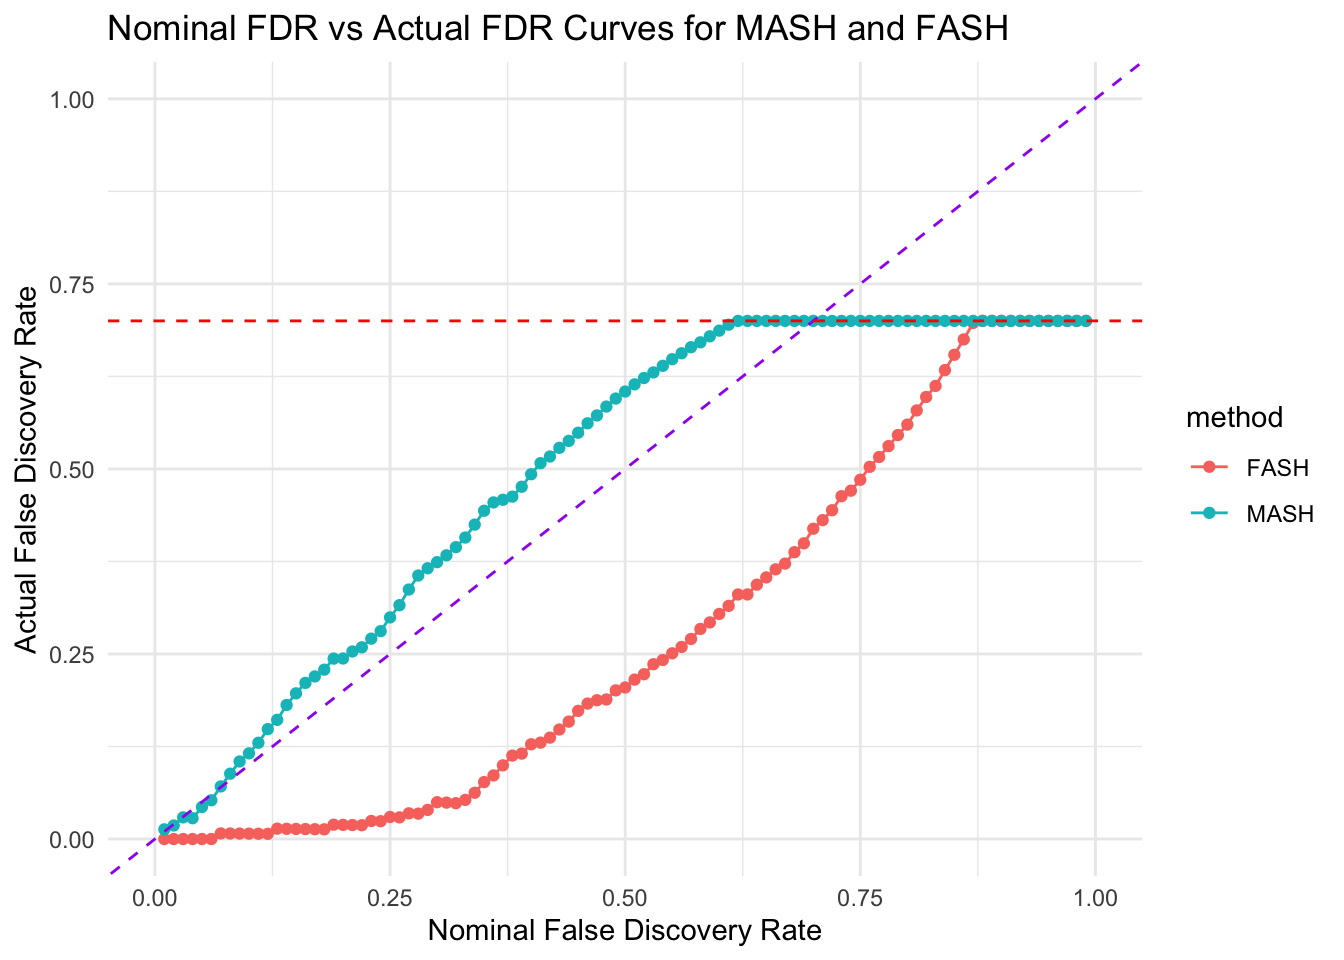 Nominal FDR vs Actual FDR Curves for MASH and FASH
Actual False Discovery Rate
1.00
0.75
0.50
0.25
0.00
0.00 0.25 0.50 0.75 1.00
Nominal False Discovery Rate
method
FASH
MASH